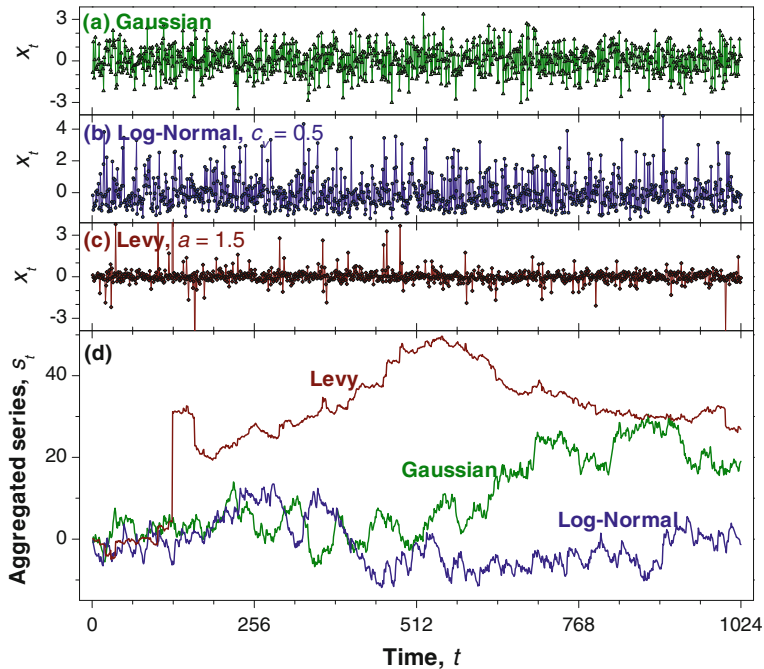 (a) Gaussian
3
0
-3
x_t
(b) Log-Normal, c_v = 0.5
4
2
0
x_t
(c) Levy, a = 1.5
3
0
-3
x_t
(d)
Levy
Gaussian
Log-Normal
40
20
0
Aggregated series, s_t
0 256 512 768 1024
Time, t